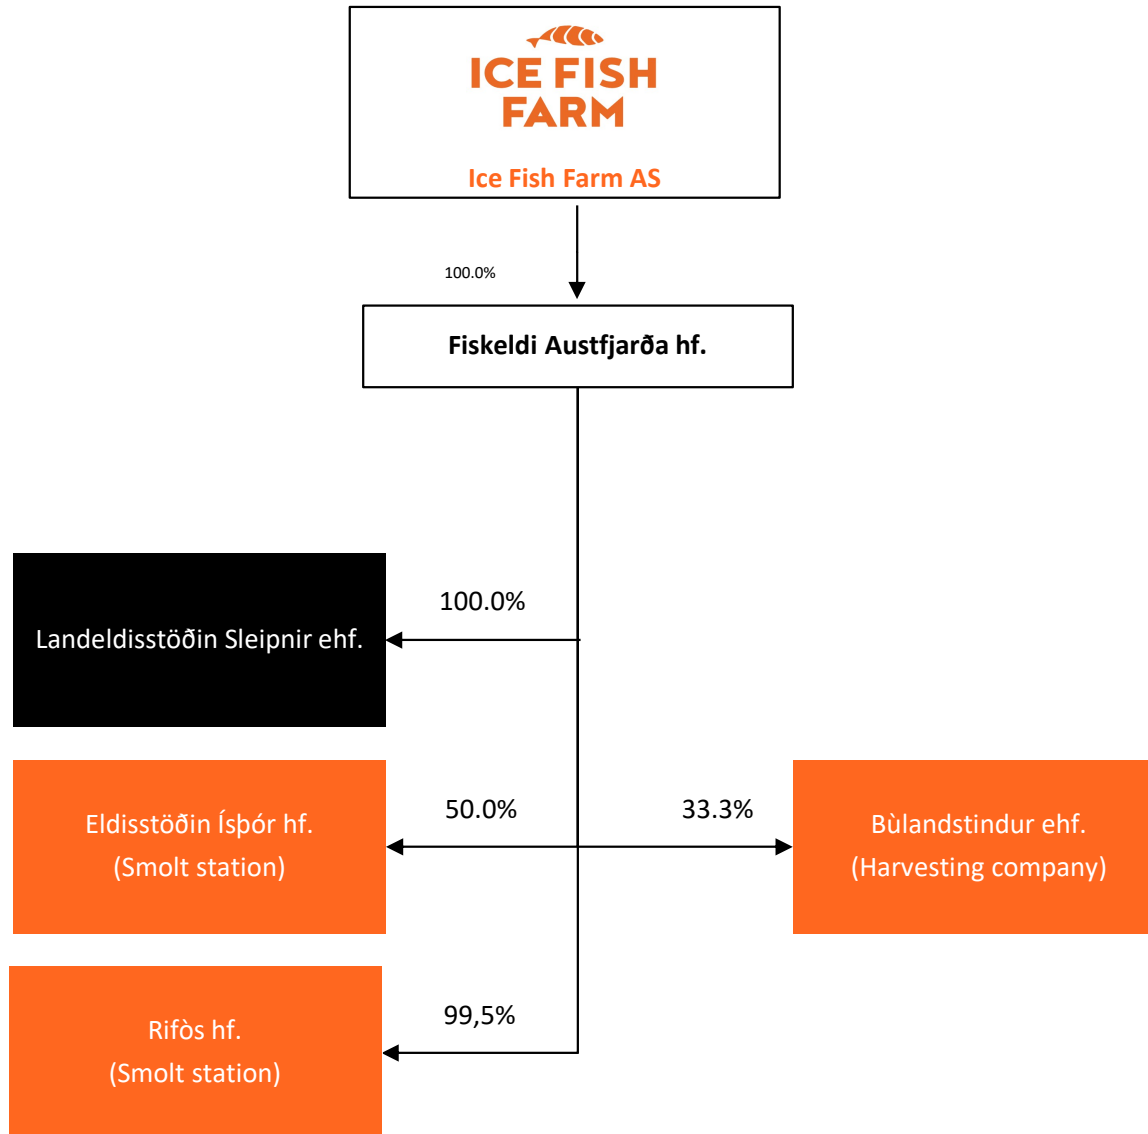 ICE FISH
FARM
Ice Fish Farm AS
100.0%
Fiskeldi Austfjarða hf.
100.0%
Landeldisstöðin Sleipnir ehf.
50.0%
33.3%
Eldisstöðin Ísþór hf.
(Smolt station)
Bùlandstindur ehf.
(Harvesting company)
99,5%
Rifòs hf.
(Smolt station)